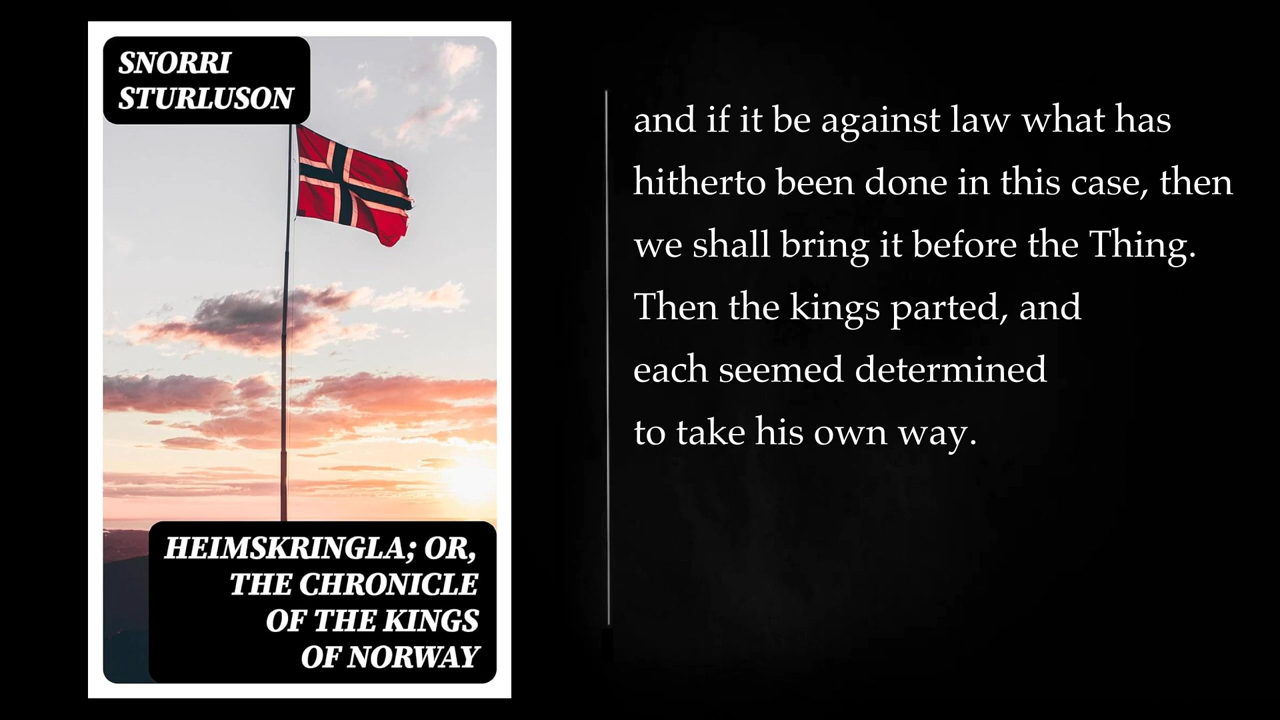 SNORRI
STURLUSON
HEIMSKRINGLA; OR,
THE CHRONICLE
OF THE KINGS
OF NORWAY
and if it be against law what has
hitherto been done in this case, then
we shall bring it before the Thing.
Then the kings parted, and
each seemed determined
to take his own way.